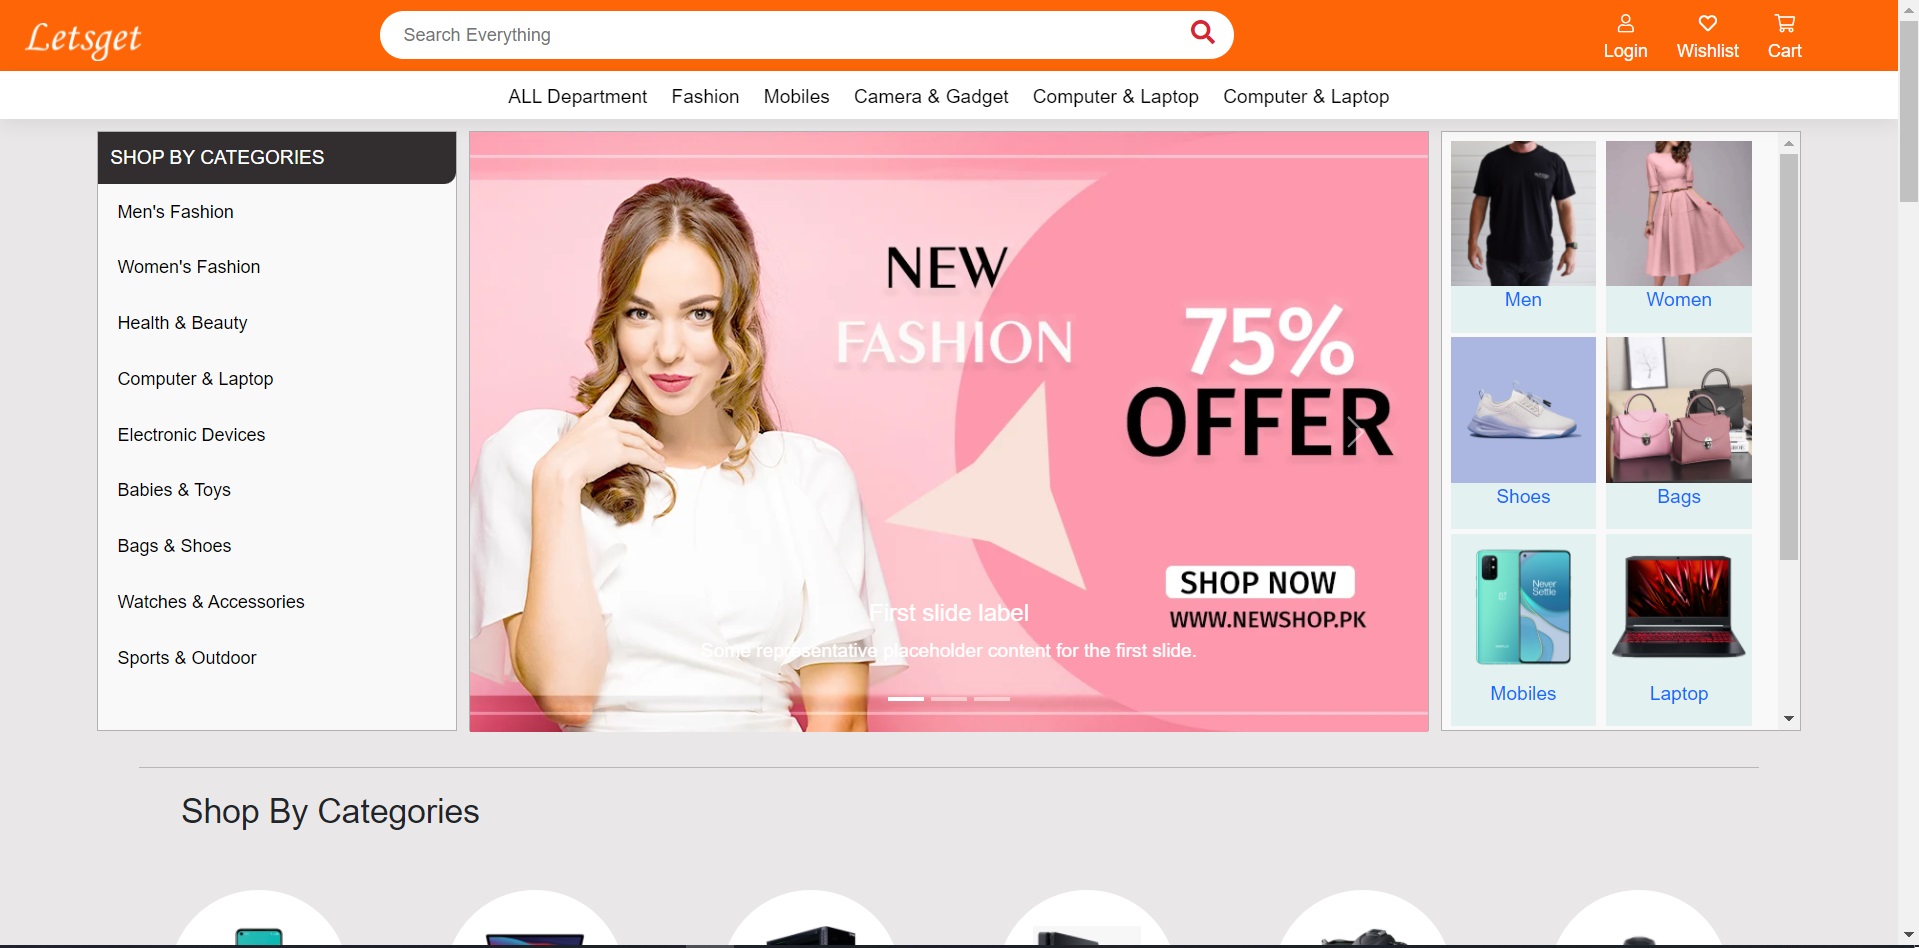 Letsget
Search Everything
Login
Wishlist
Cart
ALL Department
Fashion
Mobiles
Camera & Gadget
Computer & Laptop
Computer & Laptop
SHOP BY CATEGORIES
Men's Fashion
Women's Fashion
Health & Beauty
Computer & Laptop
Electronic Devices
Babies & Toys
Bags & Shoes
Watches & Accessories
Sports & Outdoor
NEW
FASHION
75%
OFFER
SHOP NOW
WWW.NEWSHOP.PK
First slide label
Some representative placeholder content for the first slide.
Men
Women
Shoes
Bags
Never
Settle
Mobiles
Laptop
Shop By Categories